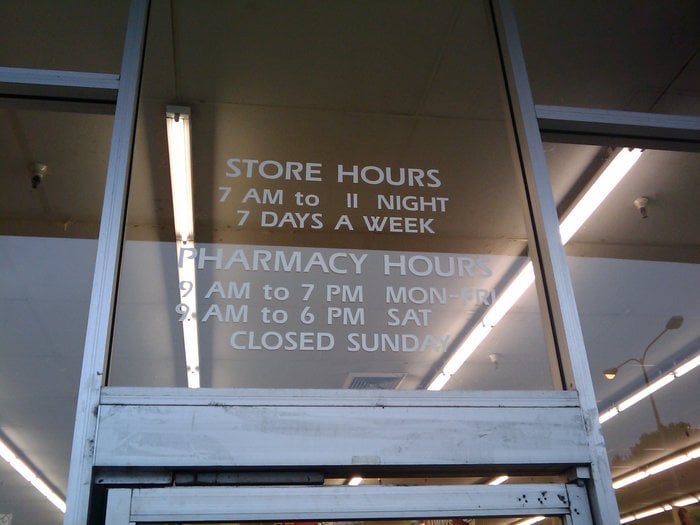 STORE HOURS
7 AM to 11 NIGHT
7 DAYS A WEEK
PHARMACY HOURS
9 AM to 7 PM MON-FRI
9 AM to 6 PM SAT
CLOSED SUNDAY